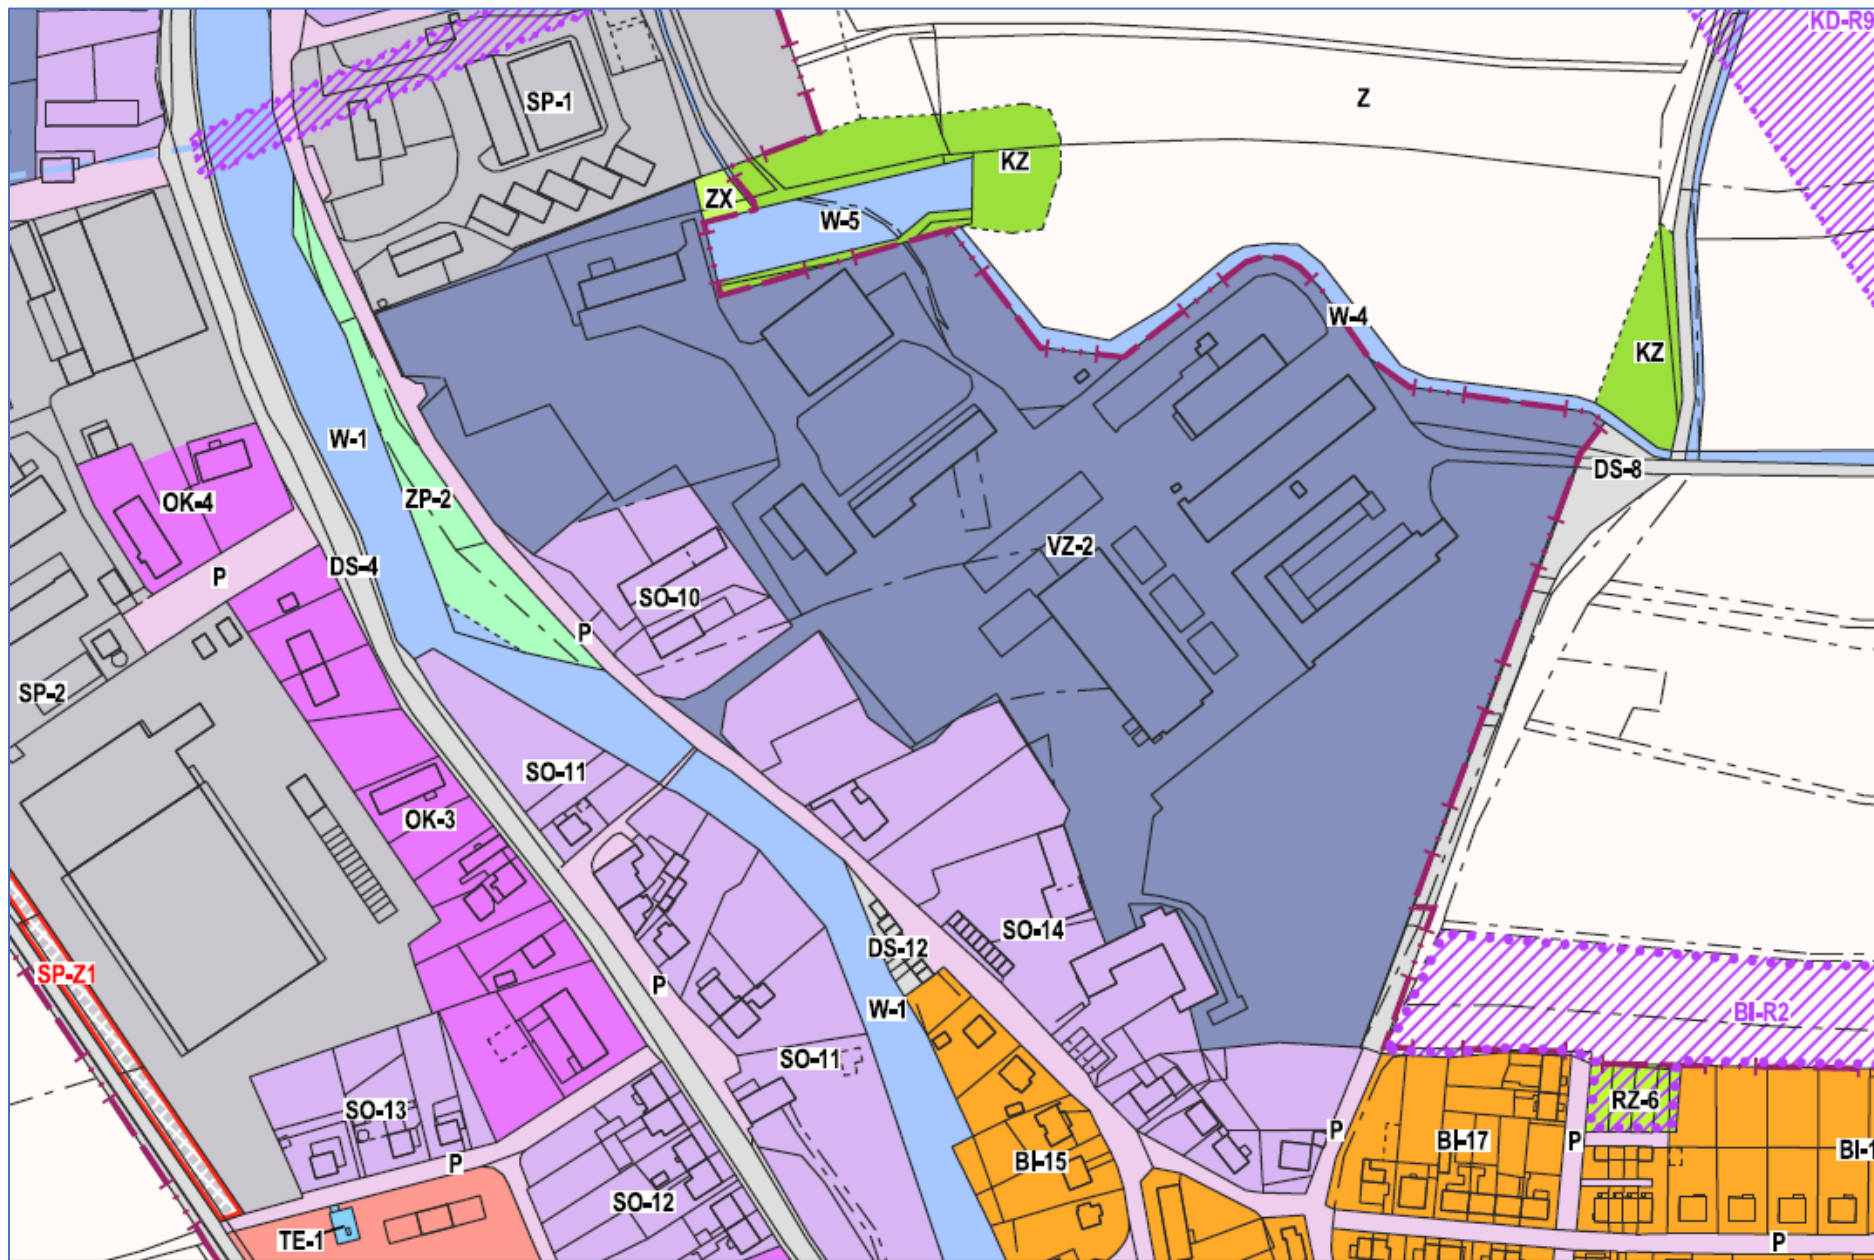 KD-R9
SP-1
Z
KZ
ZX
W-5
W-4
KZ
W-1
DS-8
OK-4
ZP-2
VZ-2
DS-4
P
SO-10
P
SP-2
SO-11
OK-3
SO-14
DS-12
SP-Z1
P
W-1
BI-R2
SO-11
RZ-6
SO-13
P
BI-17
P
BI-1
P
BI-15
SO-12
TE-1
P